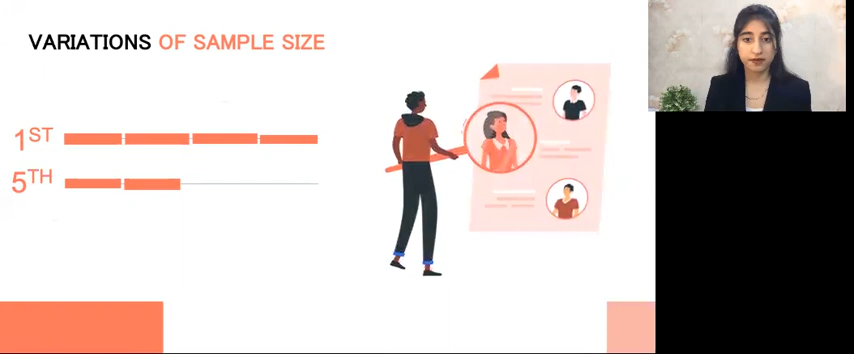 VARIATIONS OF SAMPLE SIZE
1ST
5TH